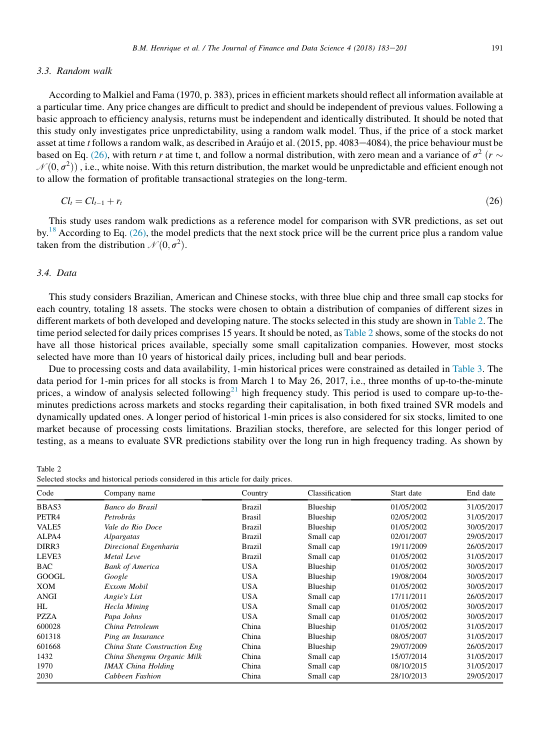 B.M. Henrique et al. / The Journal of Finance and Data Science 4 (2018) 183–201 191
3.3. Random walk
According to Malkiel and Fama (1970, p. 383), prices in efficient markets should reflect all information available at
a particular time. Any price changes are difficult to predict and should be independent of previous values. Following a
basic approach to efficiency analysis, returns must be independent and identically distributed. It should be noted that
this study only investigates price unpredictability, using a random walk model. Thus, if the price of a stock market
asset at time t follows a random walk, as described in Araújo et al. (2015, pp. 4083–4084), the price behaviour must be
based on Eq. (26), with return r at time t, and follow a normal distribution, with zero mean and a variance of σ² (r ∼
𝒩(0, σ²)) , i.e., white noise. With this return distribution, the market would be unpredictable and efficient enough not
to allow the formation of profitable transactional strategies on the long-term.
Clₜ = Clₜ₋₁ + rₜ (26)
This study uses random walk predictions as a reference model for comparison with SVR predictions, as set out
by.¹⁸ According to Eq. (26), the model predicts that the next stock price will be the current price plus a random value
taken from the distribution 𝒩(0, σ²).
3.4. Data
This study considers Brazilian, American and Chinese stocks, with three blue chip and three small cap stocks for
each country, totaling 18 assets. The stocks were chosen to obtain a distribution of companies of different sizes in
different markets of both developed and developing nature. The stocks selected in this study are shown in Table 2. The
time period selected for daily prices comprises 15 years. It should be noted, as Table 2 shows, some of the stocks do not
have all those historical prices available, specially some small capitalization companies. However, most stocks
selected have more than 10 years of historical daily prices, including bull and bear periods.
Due to processing costs and data availability, 1-min historical prices were constrained as detailed in Table 3. The
data period for 1-min prices for all stocks is from March 1 to May 26, 2017, i.e., three months of up-to-the-minute
prices, a window of analysis selected following²¹ high frequency study. This period is used to compare up-to-the-
minutes predictions across markets and stocks regarding their capitalisation, in both fixed trained SVR models and
dynamically updated ones. A longer period of historical 1-min prices is also considered for six stocks, limited to one
market because of processing costs limitations. Brazilian stocks, therefore, are selected for this longer period of
testing, as a means to evaluate SVR predictions stability over the long run in high frequency trading. As shown by
Table 2
Selected stocks and historical periods considered in this article for daily prices.
Code Company name Country Classification Start date End date
BBAS3 Banco do Brasil Brazil Blueship 01/05/2002 31/05/2017
PETR4 Petrobrás Brasil Blueship 02/05/2002 31/05/2017
VALE5 Vale do Rio Doce Brazil Blueship 01/05/2002 30/05/2017
ALPA4 Alpargatas Brazil Small cap 02/01/2007 29/05/2017
DIRR3 Direcional Engenharia Brazil Small cap 19/11/2009 26/05/2017
LEVE3 Metal Leve Brazil Small cap 01/05/2002 31/05/2017
BAC Bank of America USA Blueship 01/05/2002 30/05/2017
GOOGL Google USA Blueship 19/08/2004 30/05/2017
XOM Exxom Mobil USA Blueship 01/05/2002 30/05/2017
ANGI Angie's List USA Small cap 17/11/2011 26/05/2017
HL Hecla Mining USA Small cap 01/05/2002 30/05/2017
PZZA Papa Johns USA Small cap 01/05/2002 30/05/2017
600028 China Petroleum China Blueship 01/05/2002 31/05/2017
601318 Ping an Insurance China Blueship 08/05/2007 31/05/2017
601668 China State Construction Eng China Blueship 29/07/2009 26/05/2017
1432 China Shengmu Organic Milk China Small cap 15/07/2014 31/05/2017
1970 IMAX China Holding China Small cap 08/10/2015 31/05/2017
2030 Cabbeen Fashion China Small cap 28/10/2013 29/05/2017